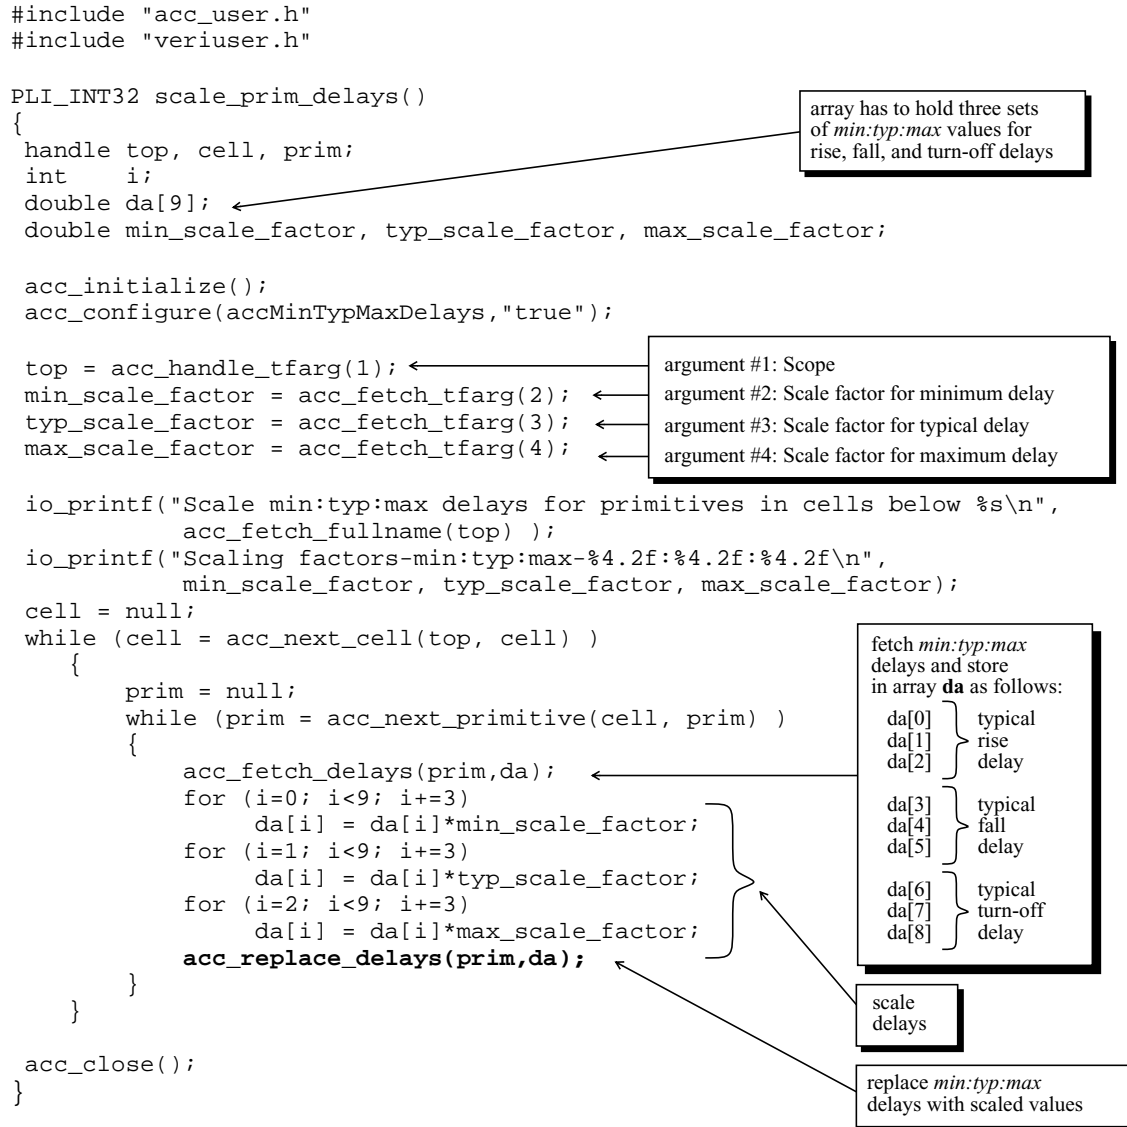 #include "acc_user.h"
#include "veriuser.h"
PLI_INT32 scale_prim_delays()
{
handle top, cell, prim;
int    i;
double da[9];
double min_scale_factor, typ_scale_factor, max_scale_factor;
array has to hold three sets
of min:typ:max values for
rise, fall, and turn-off delays
acc_initialize();
acc_configure(accMinTypMaxDelays,"true");
top = acc_handle_tfarg(1);
min_scale_factor = acc_fetch_tfarg(2);
typ_scale_factor = acc_fetch_tfarg(3);
max_scale_factor = acc_fetch_tfarg(4);
argument #1: Scope
argument #2: Scale factor for minimum delay
argument #3: Scale factor for typical delay
argument #4: Scale factor for maximum delay
io_printf("Scale min:typ:max delays for primitives in cells below %s\n",
acc_fetch_fullname(top) );
io_printf("Scaling factors-min:typ:max-%4.2f:%4.2f:%4.2f\n",
min_scale_factor, typ_scale_factor, max_scale_factor);
cell = null;
while (cell = acc_next_cell(top, cell) )
{
prim = null;
while (prim = acc_next_primitive(cell, prim) )
{
acc_fetch_delays(prim,da);
for (i=0; i<9; i+=3)
da[i] = da[i]*min_scale_factor;
for (i=1; i<9; i+=3)
da[i] = da[i]*typ_scale_factor;
for (i=2; i<9; i+=3)
da[i] = da[i]*max_scale_factor;
acc_replace_delays(prim,da);
}
}
fetch min:typ:max
delays and store
in array da as follows:
da[0] typical
da[1] rise
da[2] delay
da[3] typical
da[4] fall
da[5] delay
da[6] typical
da[7] turn-off
da[8] delay
scale
delays
acc_close();
}
replace min:typ:max
delays with scaled values